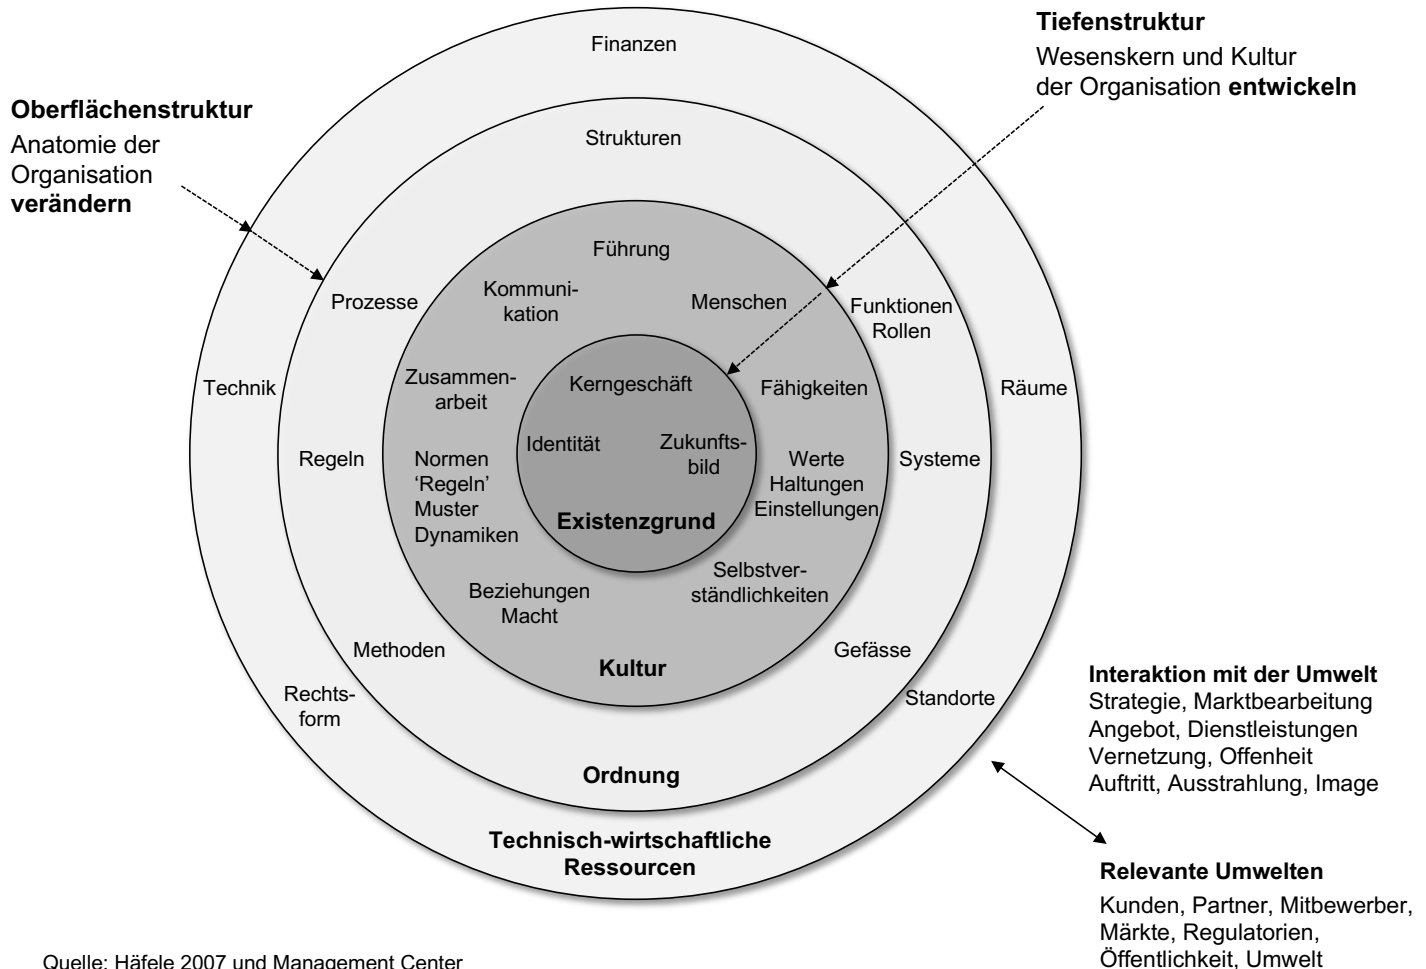 Tiefenstruktur
Wesenskern und Kultur
der Organisation entwickeln
Oberflächenstruktur
Anatomie der
Organisation
verändern
Finanzen
Strukturen
Führung
Kommuni-
kation
Menschen
Prozesse
Funktionen
Rollen
Technik
Zusammen-
arbeit
Kerngeschäft
Fähigkeiten
Räume
Regeln
Normen
‘Regeln’
Muster
Dynamiken
Identität
Zukunfts-
bild
Werte
Haltungen
Einstellungen
Systeme
Existenzgrund
Beziehungen
Macht
Selbstver-
ständlichkeiten
Methoden
Kultur
Gefässe
Rechts-
form
Standorte
Ordnung
Technisch-wirtschaftliche
Ressourcen
Interaktion mit der Umwelt
Strategie, Marktbearbeitung
Angebot, Dienstleistungen
Vernetzung, Offenheit
Auftritt, Ausstrahlung, Image
Relevante Umwelten
Kunden, Partner, Mitbewerber,
Märkte, Regulatorien,
Öffentlichkeit, Umwelt
Quelle: Häfele 2007 und Management Center